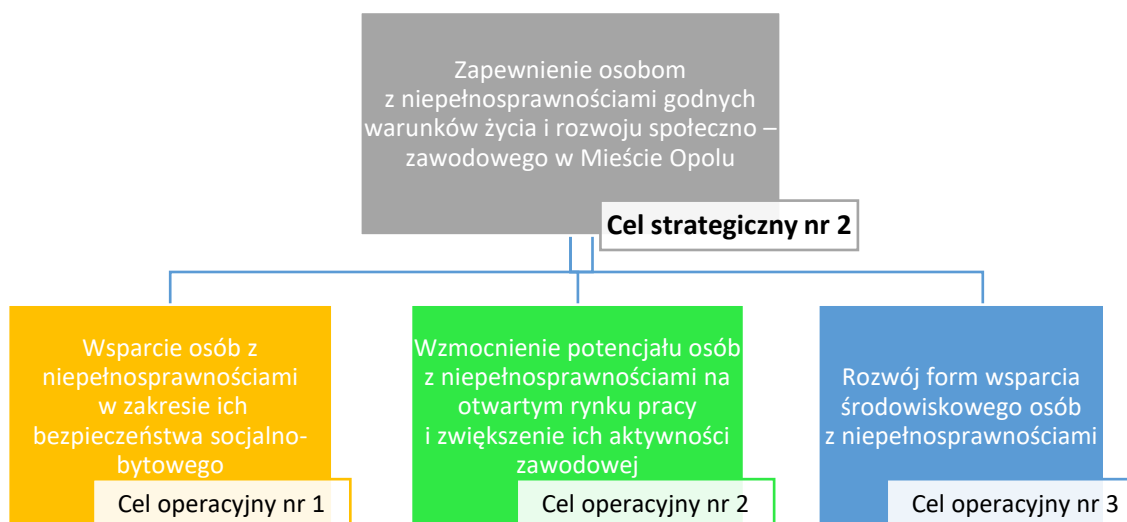 Zapewnienie osobom
z niepełnosprawnościami godnych
warunków życia i rozwoju społeczno –
zawodowego w Mieście Opolu
Cel strategiczny nr 2
Wsparcie osób z
niepełnosprawnościami
w zakresie ich
bezpieczeństwa socjalno-
bytowego
Cel operacyjny nr 1
Wzmocnienie potencjału osób
z niepełnosprawnościami na
otwartym rynku pracy
i zwiększenie ich aktywności
zawodowej
Cel operacyjny nr 2
Rozwój form wsparcia
środowiskowego osób
z niepełnosprawnościami
Cel operacyjny nr 3